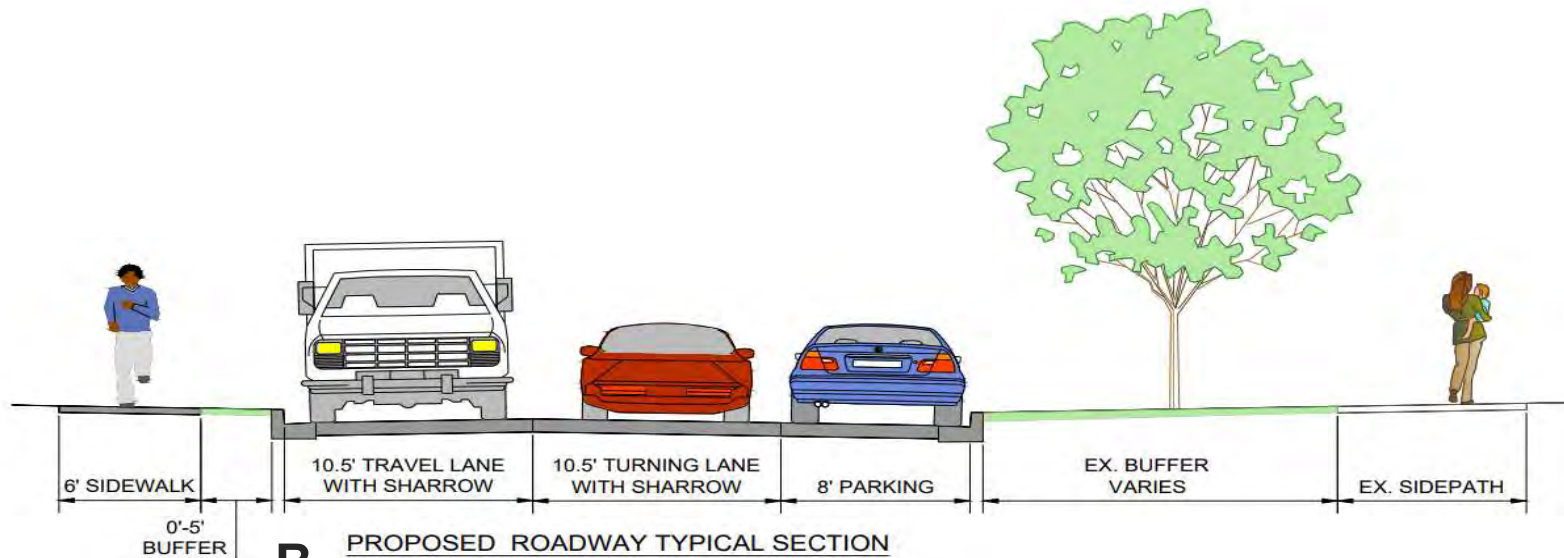 6' SIDEWALK
0'-5'
BUFFER
10.5' TRAVEL LANE
WITH SHARROW
10.5' TURNING LANE
WITH SHARROW
8' PARKING
EX. BUFFER
VARIES
EX. SIDEPATH
B
PROPOSED ROADWAY TYPICAL SECTION